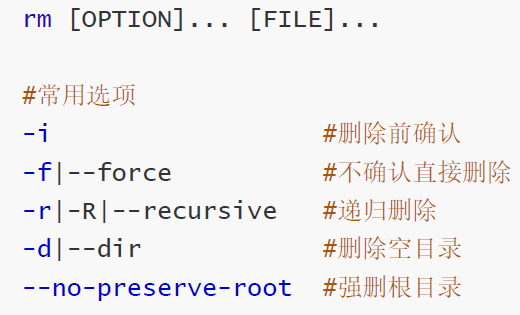 rm [OPTION]... [FILE]...
#常用选项
-i #删除前确认
-f|--force #不确认直接删除
-r|-R|--recursive #递归删除
-d|--dir #删除空目录
--no-preserve-root #强删根目录